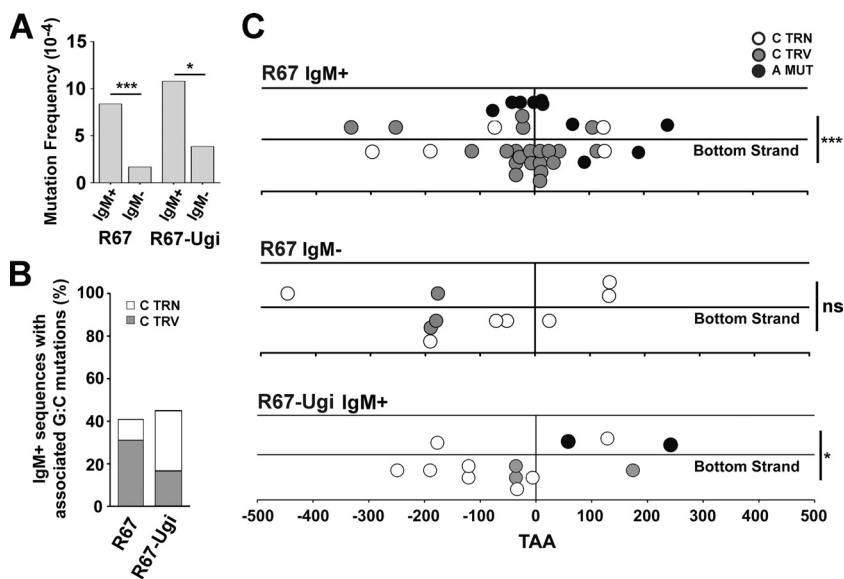 A
Mutation Frequency (10-4)
15
10
5
0
***
*
IgM+
IgM-
IgM+
IgM-
R67
R67-Ugi
B
IgM+ sequences with
associated G:C mutations (%)
100
80
60
40
20
0
C TRN
C TRV
R67
R67-Ugi
C
C TRN
C TRV
A MUT
R67 IgM+
Bottom Strand
***
R67 IgM-
Bottom Strand
ns
R67-Ugi IgM+
Bottom Strand
*
-500 -400 -300 -200 -100 0 100 200 300 400 500
TAA